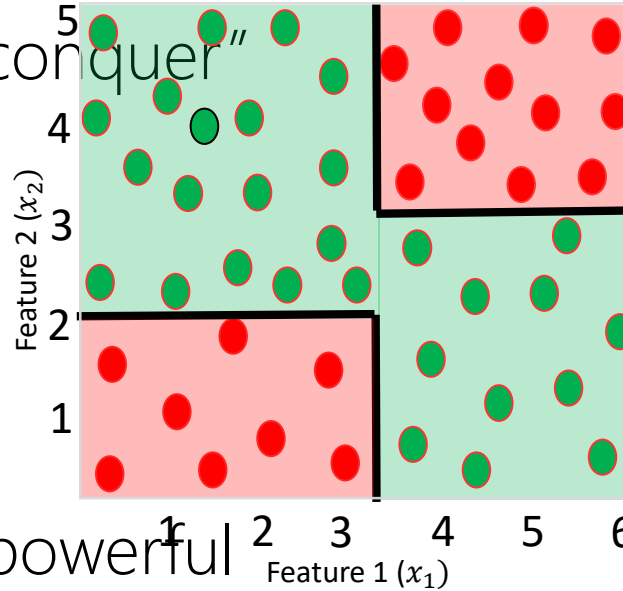 conquer"
5
4
3
2
1
Feature 2 (x₂)
1 2 3 4 5 6
powerful
Feature 1 (x₁)